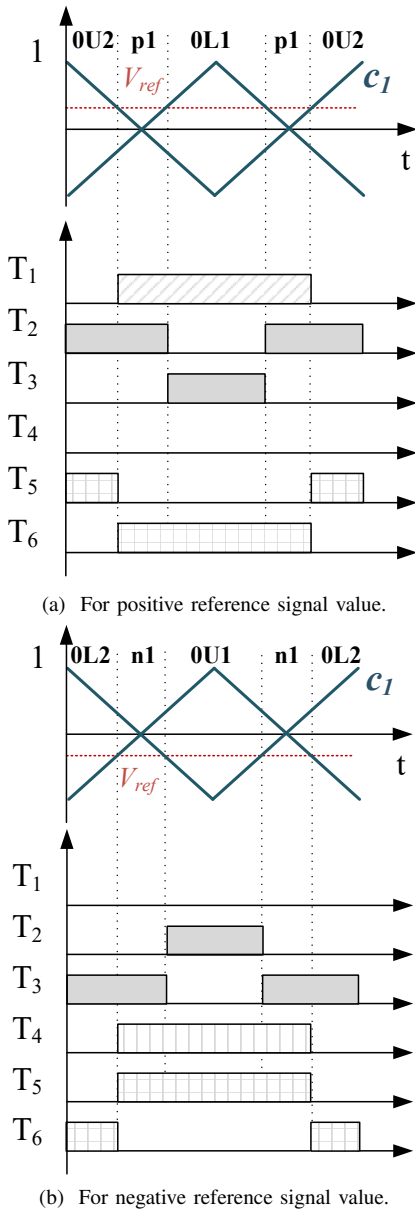 0U2 p1 0L1 p1 0U2
1
V_ref
c_1
t
T_1
T_2
T_3
T_4
T_5
T_6
(a) For positive reference signal value.
0L2 n1 0U1 n1 0L2
1
c_1
t
V_ref
T_1
T_2
T_3
T_4
T_5
T_6
(b) For negative reference signal value.